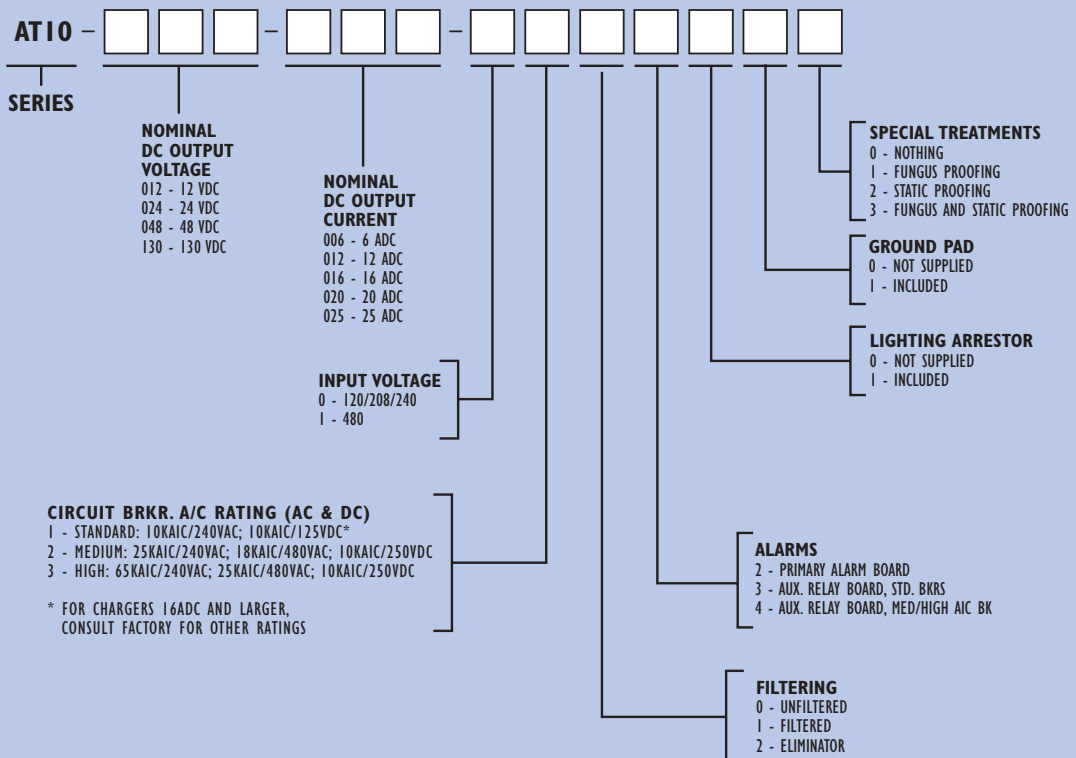 AT10 - - -
SERIES
NOMINAL
DC OUTPUT
VOLTAGE
012 - 12 VDC
024 - 24 VDC
048 - 48 VDC
130 - 130 VDC
NOMINAL
DC OUTPUT
CURRENT
006 - 6 ADC
012 - 12 ADC
016 - 16 ADC
020 - 20 ADC
025 - 25 ADC
INPUT VOLTAGE
0 - 120/208/240
1 - 480
CIRCUIT BRKR. A/C RATING (AC & DC)
1 - STANDARD: 10KAIC/240VAC; 10KAIC/125VDC*
2 - MEDIUM: 25KAIC/240VAC; 18KAIC/480VAC; 10KAIC/250VDC
3 - HIGH: 65KAIC/240VAC; 25KAIC/480VAC; 10KAIC/250VDC
* FOR CHARGERS 16ADC AND LARGER,
CONSULT FACTORY FOR OTHER RATINGS
SPECIAL TREATMENTS
0 - NOTHING
1 - FUNGUS PROOFING
2 - STATIC PROOFING
3 - FUNGUS AND STATIC PROOFING
GROUND PAD
0 - NOT SUPPLIED
1 - INCLUDED
LIGHTING ARRESTOR
0 - NOT SUPPLIED
1 - INCLUDED
ALARMS
2 - PRIMARY ALARM BOARD
3 - AUX. RELAY BOARD, STD. BKRS
4 - AUX. RELAY BOARD, MED/HIGH AIC BK
FILTERING
0 - UNFILTERED
1 - FILTERED
2 - ELIMINATOR